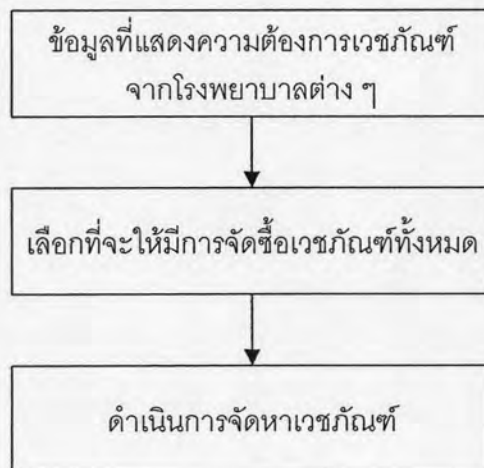 ข้อมูลที่แสดงความต้องการเวชภัณฑ์
จากโรงพยาบาลต่าง ๆ
เลือกที่จะให้มีการจัดซื้อเวชภัณฑ์ทั้งหมด
ดำเนินการจัดหาเวชภัณฑ์